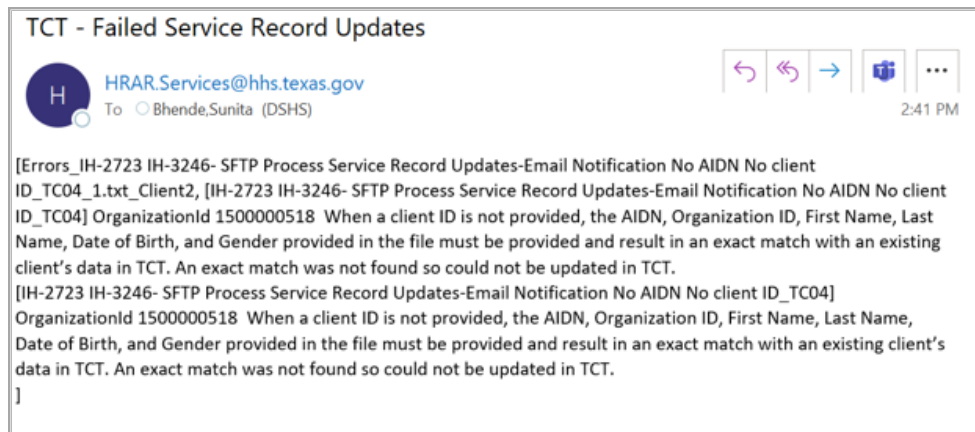 TCT - Failed Service Record Updates
H
HRAR.Services@hhs.texas.gov
To Bhende,Sunita (DSHS)
2:41 PM
[Errors_IH-2723 IH-3246- SFTP Process Service Record Updates-Email Notification No AIDN No client
ID_TC04_1.txt_Client2, [IH-2723 IH-3246- SFTP Process Service Record Updates-Email Notification No AIDN No client
ID_TC04] OrganizationId 1500000518  When a client ID is not provided, the AIDN, Organization ID, First Name, Last
Name, Date of Birth, and Gender provided in the file must be provided and result in an exact match with an existing
client's data in TCT. An exact match was not found so could not be updated in TCT.
[IH-2723 IH-3246- SFTP Process Service Record Updates-Email Notification No AIDN No client ID_TC04]
OrganizationId 1500000518  When a client ID is not provided, the AIDN, Organization ID, First Name, Last Name,
Date of Birth, and Gender provided in the file must be provided and result in an exact match with an existing client's
data in TCT. An exact match was not found so could not be updated in TCT.
]